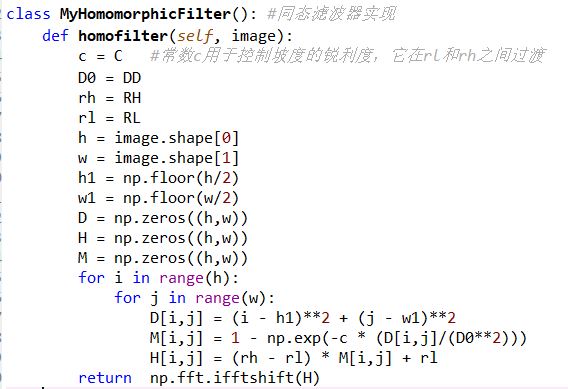 class MyHomomorphicFilter(): #同态滤波器实现
    def homofilter(self, image):
        c = C   #常数c用于控制坡度的锐利度，它在rl和rh之间过渡
        D0 = DD
        rh = RH
        rl = RL
        h = image.shape[0]
        w = image.shape[1]
        h1 = np.floor(h/2)
        w1 = np.floor(w/2)
        D = np.zeros((h,w))
        H = np.zeros((h,w))
        M = np.zeros((h,w))
        for i in range(h):
            for j in range(w):
                D[i,j] = (i - h1)**2 + (j - w1)**2
                M[i,j] = 1 - np.exp(-c * (D[i,j]/(D0**2)))
                H[i,j] = (rh - rl) * M[i,j] + rl
        return  np.fft.ifftshift(H)